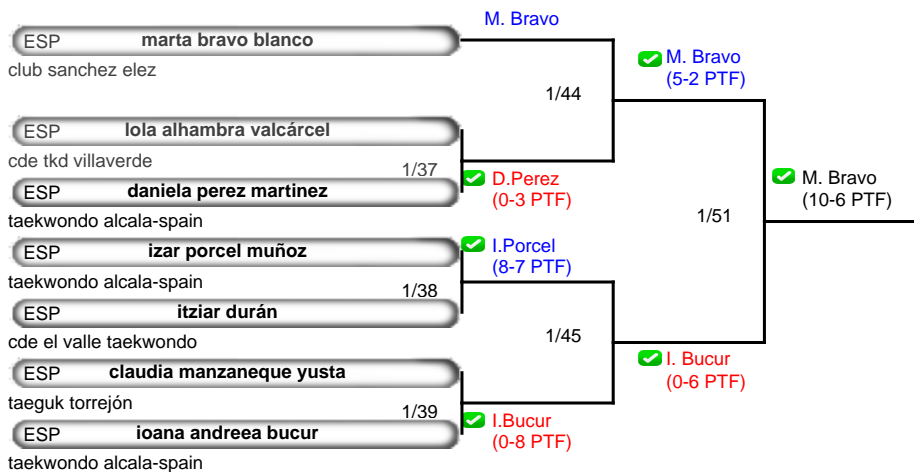 M. Bravo
ESP marta bravo blanco
club sanchez elez
M. Bravo
(5-2 PTF)
1/44
ESP lola alhambra valcárcel
cde tkd villaverde
1/37
ESP daniela perez martinez
D.Perez
(0-3 PTF)
taekwondo alcala-spain
M. Bravo
(10-6 PTF)
1/51
ESP izar porcel muñoz
I.Porcel
(8-7 PTF)
taekwondo alcala-spain
1/38
ESP itziar durán
cde el valle taekwondo
1/45
ESP claudia manzaneque yusta
I. Bucur
(0-6 PTF)
taeguk torrejón
1/39
ESP ioana andreea bucur
I.Bucur
(0-8 PTF)
taekwondo alcala-spain